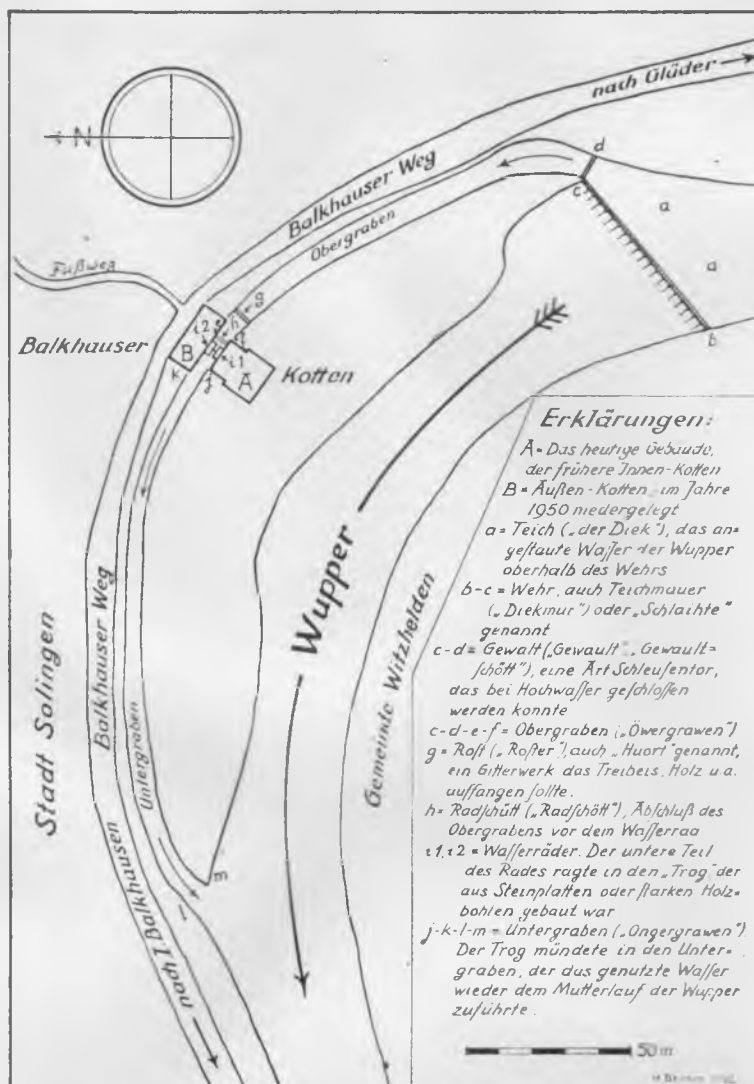 N
nach Glüder
Balkhauser Weg
Obergraben
d
c
a
a
b
Fußweg
g
h
i2
i1
B
k
j
A
Balkhauser
Kotten
Wupper
Gemeinde Witzhelden
Stadt Solingen
Balkhauser Weg
Untergraben
m
l
nach I. Balkhausen
Erklärungen:
A = Das heutige Gebäude,
der frühere Innen-Kotten
B = Außen-Kotten im Jahre
1950 niedergelegt
a = Teich („der Diek"), das an=
gestaute Wasser der Wupper
oberhalb des Wehrs
b-c = Wehr, auch Teichmauer
(„Diekmur") oder „Schlachte"
genannt
c-d = Gewalt („Gewault", „Gewault=
schött"), eine Art Schleusentor,
das bei Hochwasser geschlossen
werden konnte
c-d-e-f = Obergraben („Öwergrawen")
g = Rost („Roster"), auch „Huort" genannt,
ein Gitterwerk das Treibeis, Holz u.a.
auffangen sollte.
h = Radschütt („Radschött"), Abschluß des
Obergrabens vor dem Wasserrad
i1, i2 = Wasserräder. Der untere Teil
des Rades ragte in den „Trog" der
aus Steinplatten oder starken Holz-
bohlen gebaut war
j-k-l-m = Untergraben („Ongergrawen").
Der Trog mündete in den Unter-
graben, der das genutzte Wasser
wieder dem Mutterlauf der Wupper
zuführte.
50 m